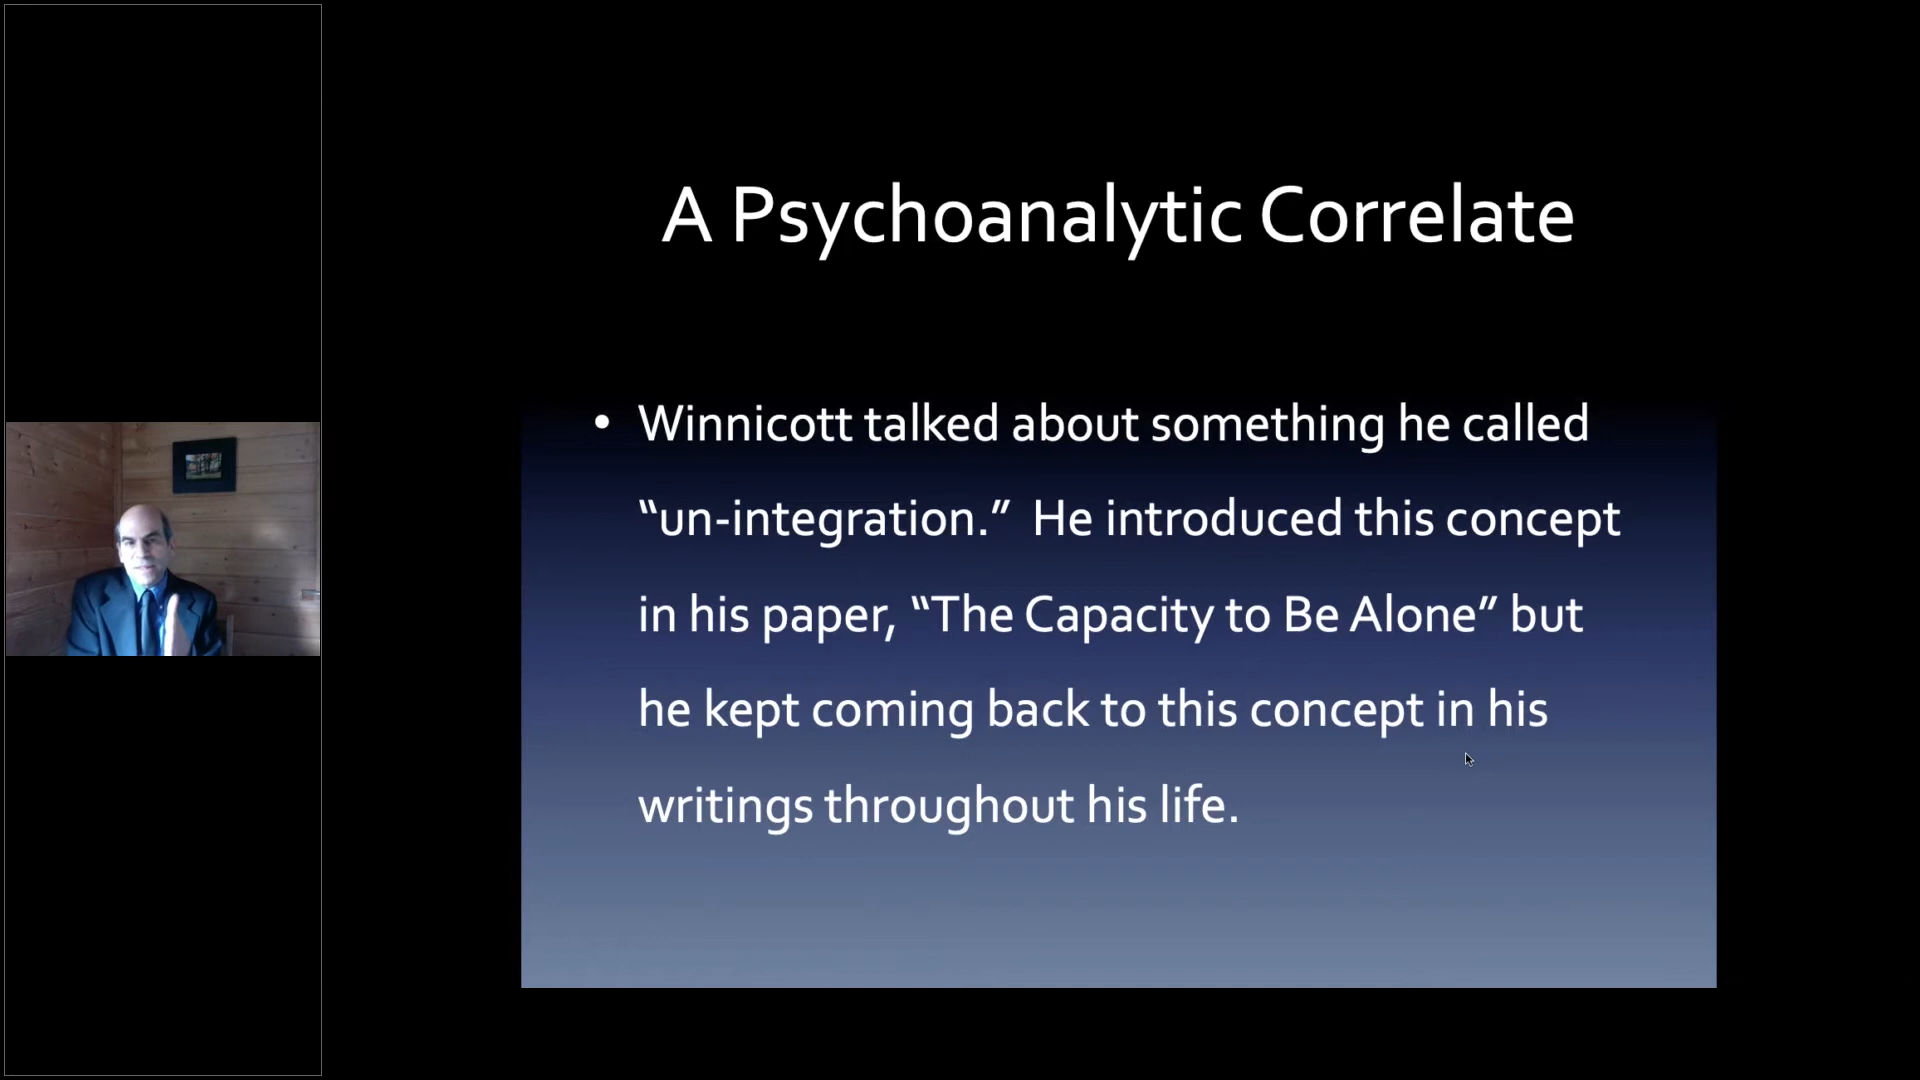 A Psychoanalytic Correlate
• Winnicott talked about something he called
“un-integration.”  He introduced this concept
in his paper, “The Capacity to Be Alone” but
he kept coming back to this concept in his
writings throughout his life.